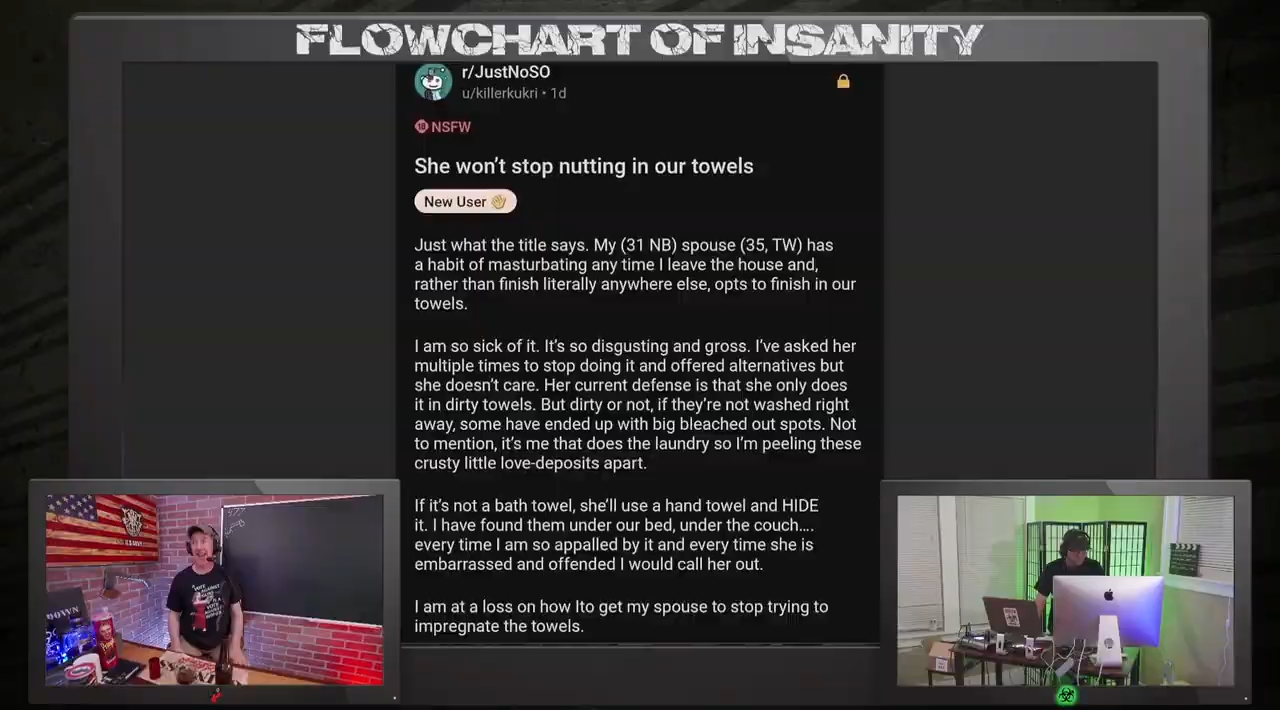 FLOWCHART OF INSANITY
r/JustNoSO
u/killerkukri • 1d
18 NSFW
She won't stop nutting in our towels
New User 👋
Just what the title says. My (31 NB) spouse (35, TW) has
a habit of masturbating any time I leave the house and,
rather than finish literally anywhere else, opts to finish in our
towels.
I am so sick of it. It's so disgusting and gross. I've asked her
multiple times to stop doing it and offered alternatives but
she doesn't care. Her current defense is that she only does
it in dirty towels. But dirty or not, if they're not washed right
away, some have ended up with big bleached out spots. Not
to mention, it's me that does the laundry so I'm peeling these
crusty little love-deposits apart.
If it's not a bath towel, she'll use a hand towel and HIDE
it. I have found them under our bed, under the couch....
every time I am so appalled by it and every time she is
embarrassed and offended I would call her out.
I am at a loss on how Ito get my spouse to stop trying to
impregnate the towels.
VOTE